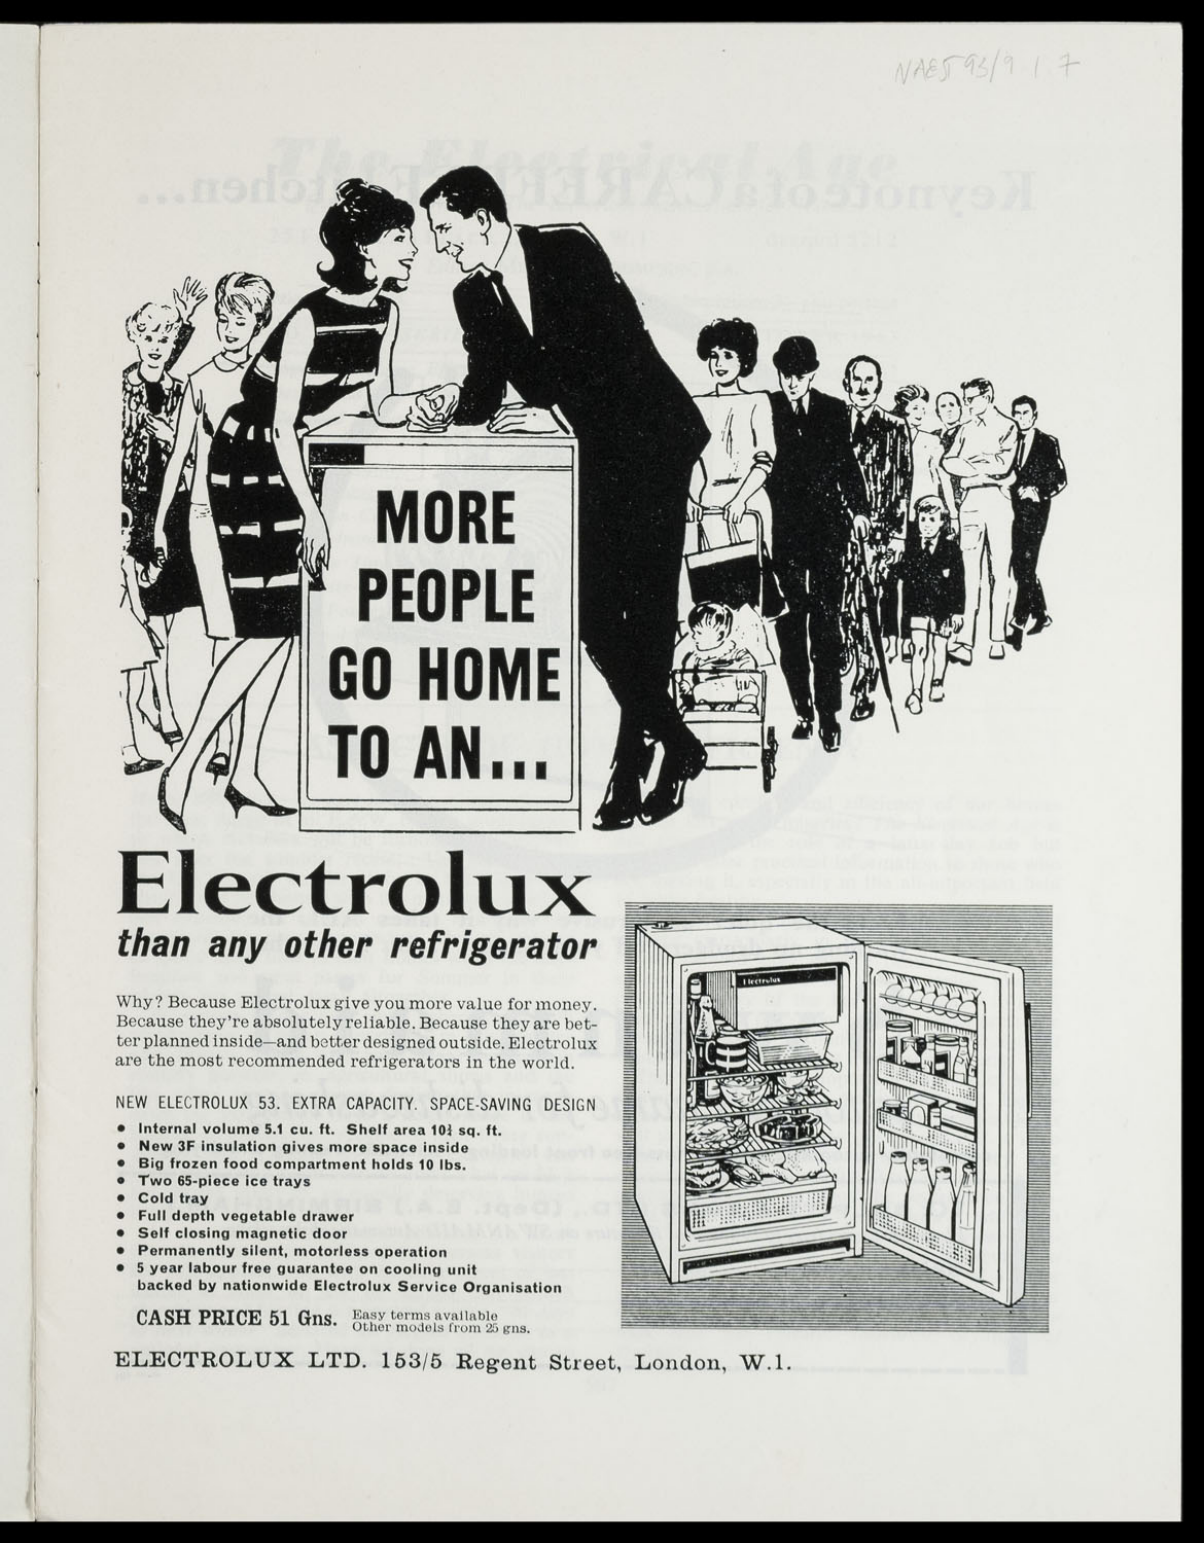 NAEST 93/9 1 7
MORE
PEOPLE
GO HOME
TO AN...
Electrolux
than any other refrigerator
Why? Because Electrolux give you more value for money.
Because they're absolutely reliable. Because they are bet-
ter planned inside—and better designed outside. Electrolux
are the most recommended refrigerators in the world.
NEW ELECTROLUX 53. EXTRA CAPACITY. SPACE-SAVING DESIGN
● Internal volume 5.1 cu. ft. Shelf area 10¾ sq. ft.
● New 3F insulation gives more space inside
● Big frozen food compartment holds 10 lbs.
● Two 65-piece ice trays
● Cold tray
● Full depth vegetable drawer
● Self closing magnetic door
● Permanently silent, motorless operation
● 5 year labour free guarantee on cooling unit
backed by nationwide Electrolux Service Organisation
CASH PRICE 51 Gns. Easy terms available
Other models from 25 gns.
Electrolux
ELECTROLUX LTD. 153/5 Regent Street, London, W.1.